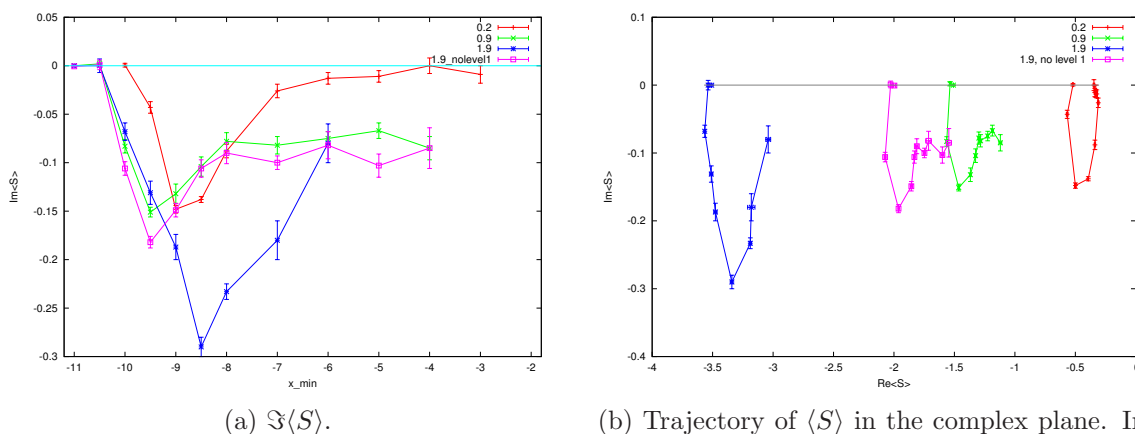 0.05
0
-0.05
-0.1
-0.15
-0.2
-0.25
-0.3
Im<S>
-11 -10 -9 -8 -7 -6 -5 -4 -3 -2
x_min
0.2
0.9
1.9
1.9_nolevel1
(a) ℑ⟨S⟩.
0.1
0
-0.1
-0.2
-0.3
-0.4
Im<S>
-4 -3.5 -3 -2.5 -2 -1.5 -1 -0.5 0
Re<S>
0.2
0.9
1.9
1.9, no level 1
(b) Trajectory of ⟨S⟩ in the complex plane. In